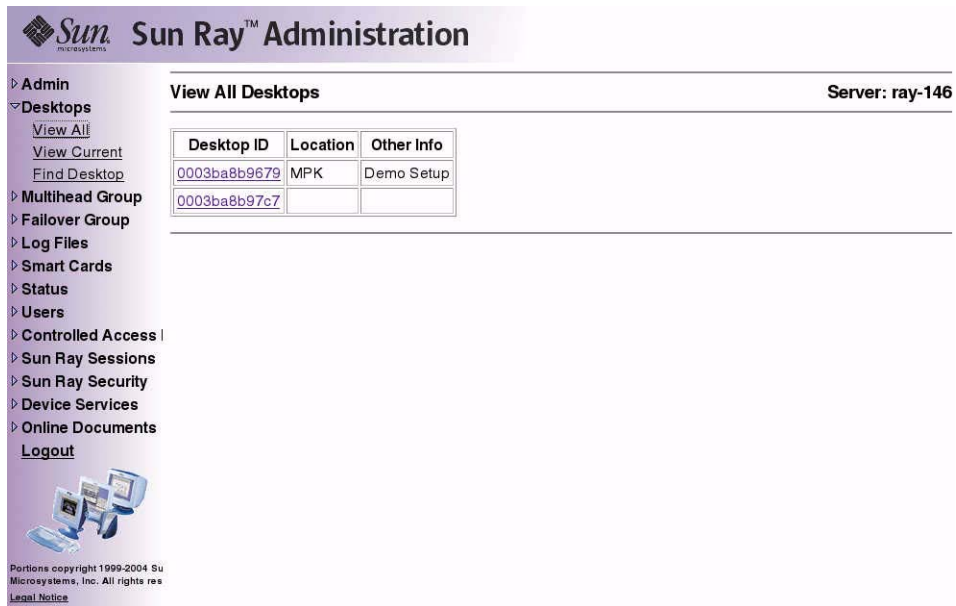 Sun
microsystems
Sun Ray™ Administration
Admin
Desktops
View All
View Current
Find Desktop
Multihead Group
Failover Group
Log Files
Smart Cards
Status
Users
Controlled Access
Sun Ray Sessions
Sun Ray Security
Device Services
Online Documents
Logout
Portions copyright 1999-2004 Su
Microsystems, Inc. All rights res
Legal Notice
View All Desktops Server: ray-146
Desktop ID Location Other Info
0003ba8b9679 MPK Demo Setup
0003ba8b97c7